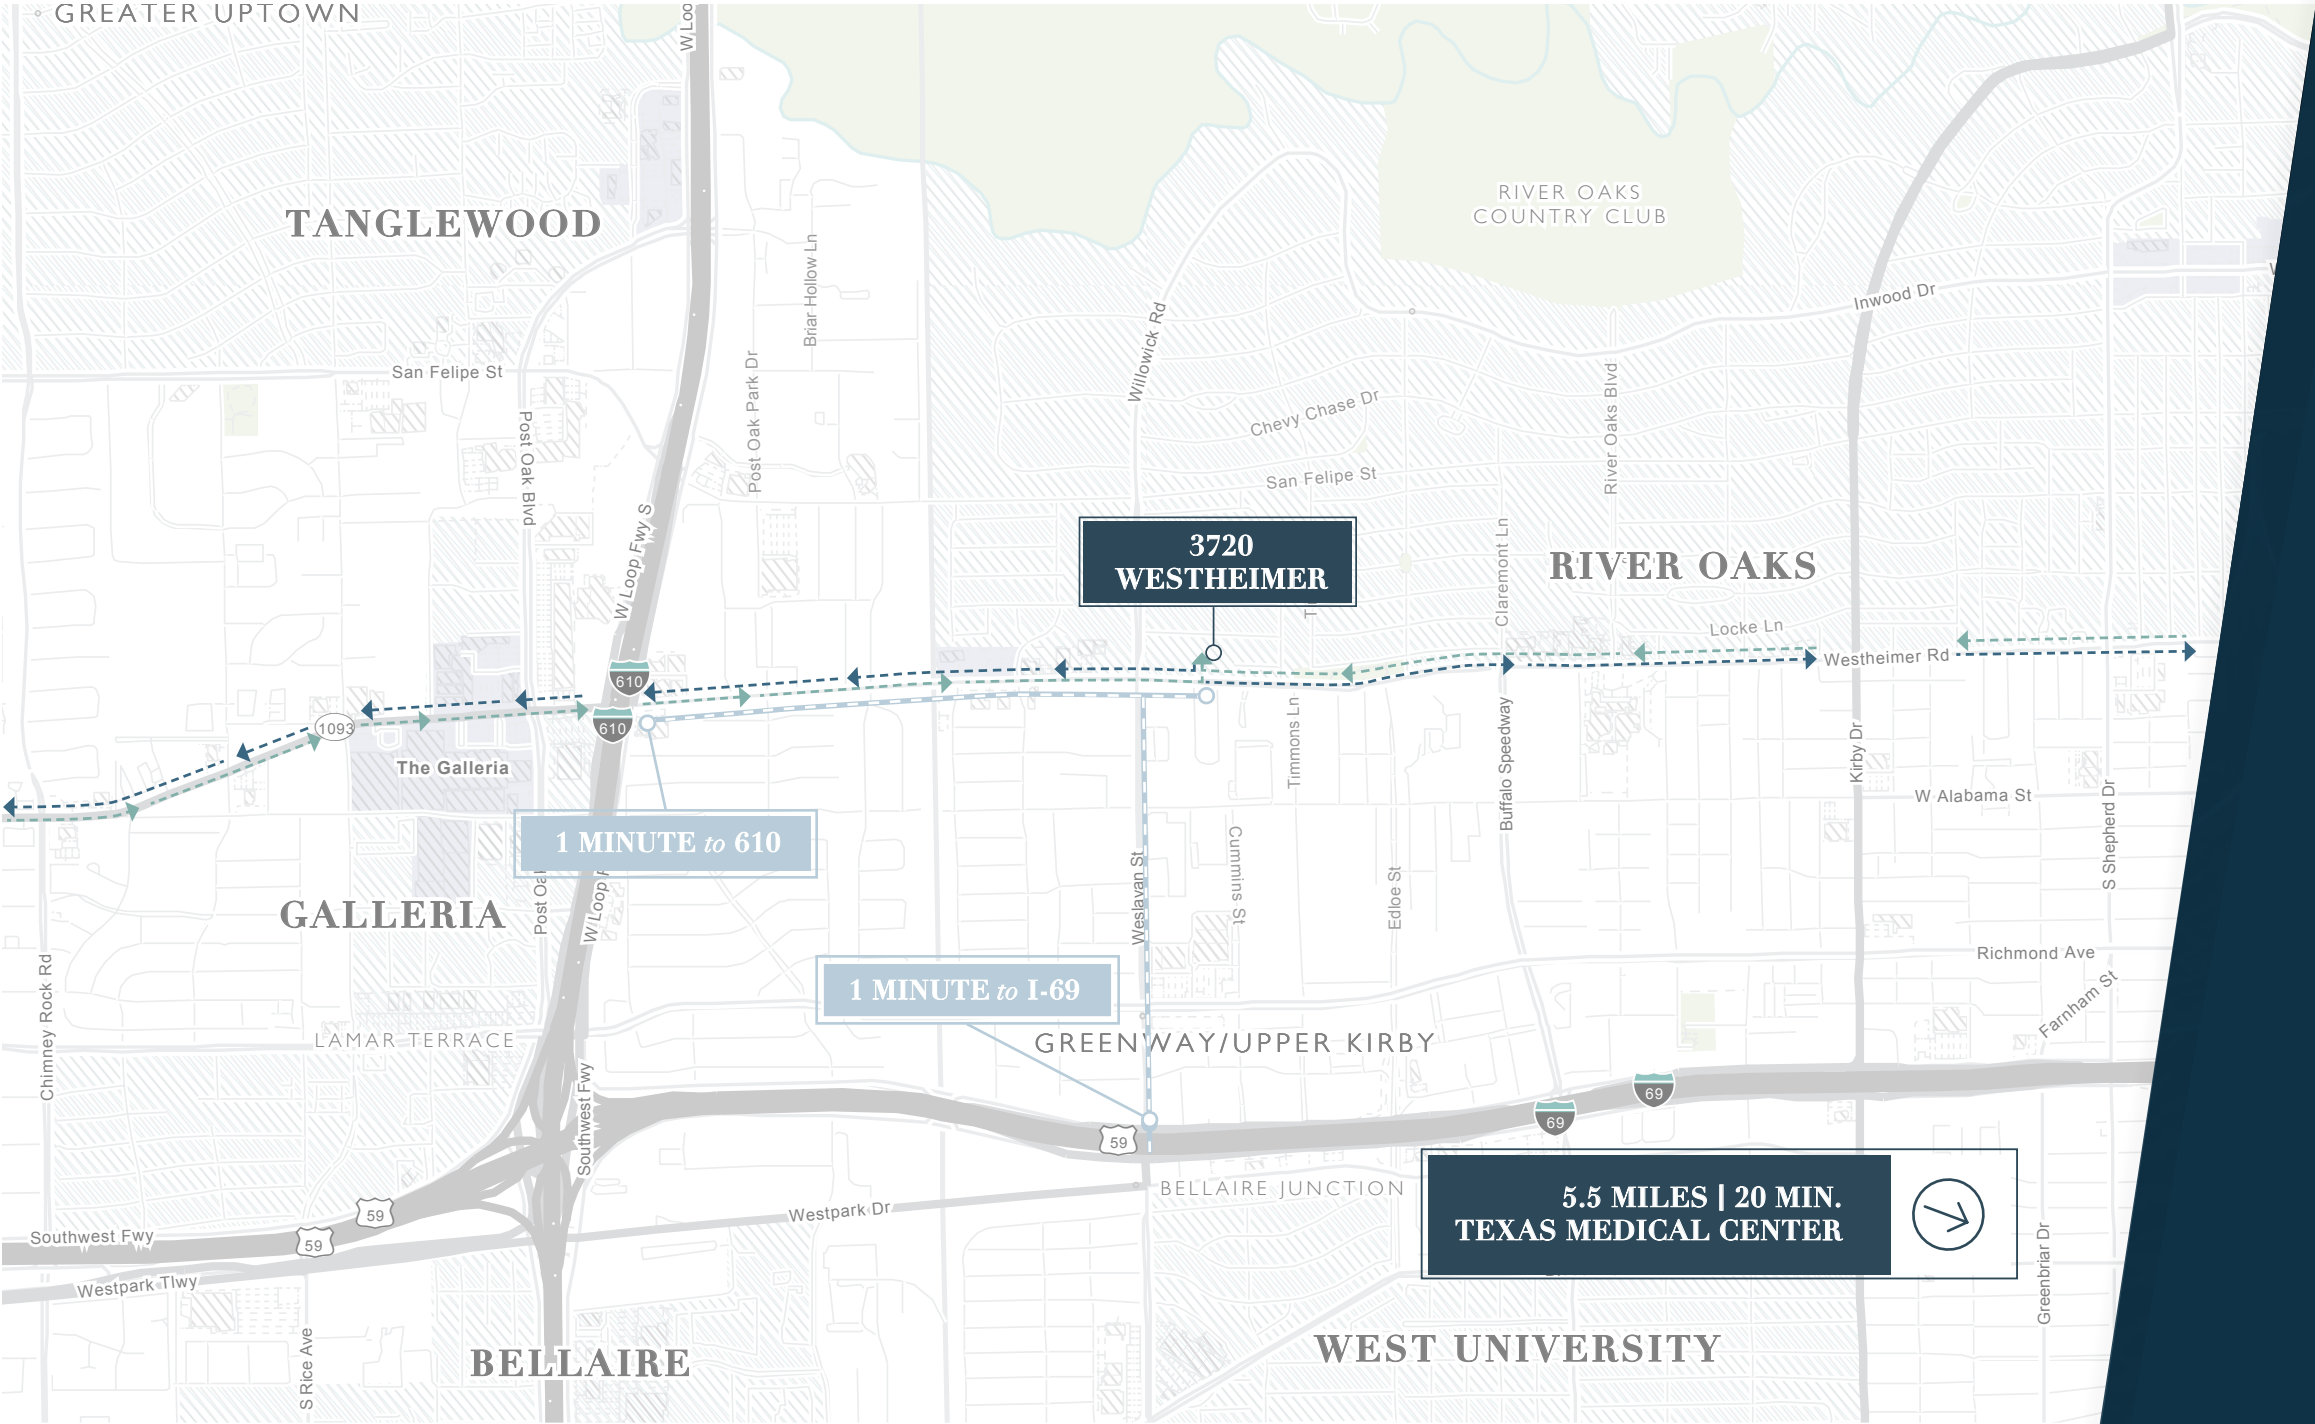 GREATER UPTOWN
W Loo
TANGLEWOOD
RIVER OAKS
COUNTRY CLUB
Briar Hollow Ln
Inwood Dr
Willowick Rd
San Felipe St
Post Oak Park Dr
Chevy Chase Dr
River Oaks Blvd
Post Oak Blvd
San Felipe St
W Loop Fwy S
Claremont Ln
3720
WESTHEIMER
RIVER OAKS
T
Locke Ln
Westheimer Rd
610
610
1093
The Galleria
Timmons Ln
Buffalo Speedway
Kirby Dr
W Alabama St
S Shepherd Dr
1 MINUTE to 610
Post Oa
W Loop F
Weslayan St
Cummins St
Edloe St
GALLERIA
Richmond Ave
Farnham St
Chimney Rock Rd
1 MINUTE to I-69
LAMAR TERRACE
GREENWAY/UPPER KIRBY
Southwest Fwy
69
69
59
BELLAIRE JUNCTION
5.5 MILES | 20 MIN.
TEXAS MEDICAL CENTER
59
59
Westpark Dr
Southwest Fwy
Westpark Tlwy
Greenbriar Dr
S Rice Ave
BELLAIRE
WEST UNIVERSITY